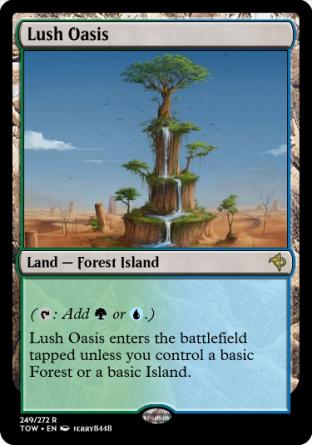 Lush Oasis
Land — Forest Island
( : Add or .)
Lush Oasis enters the battlefield
tapped unless you control a basic
Forest or a basic Island.
249/272 R
TOW • EN JERRY8448